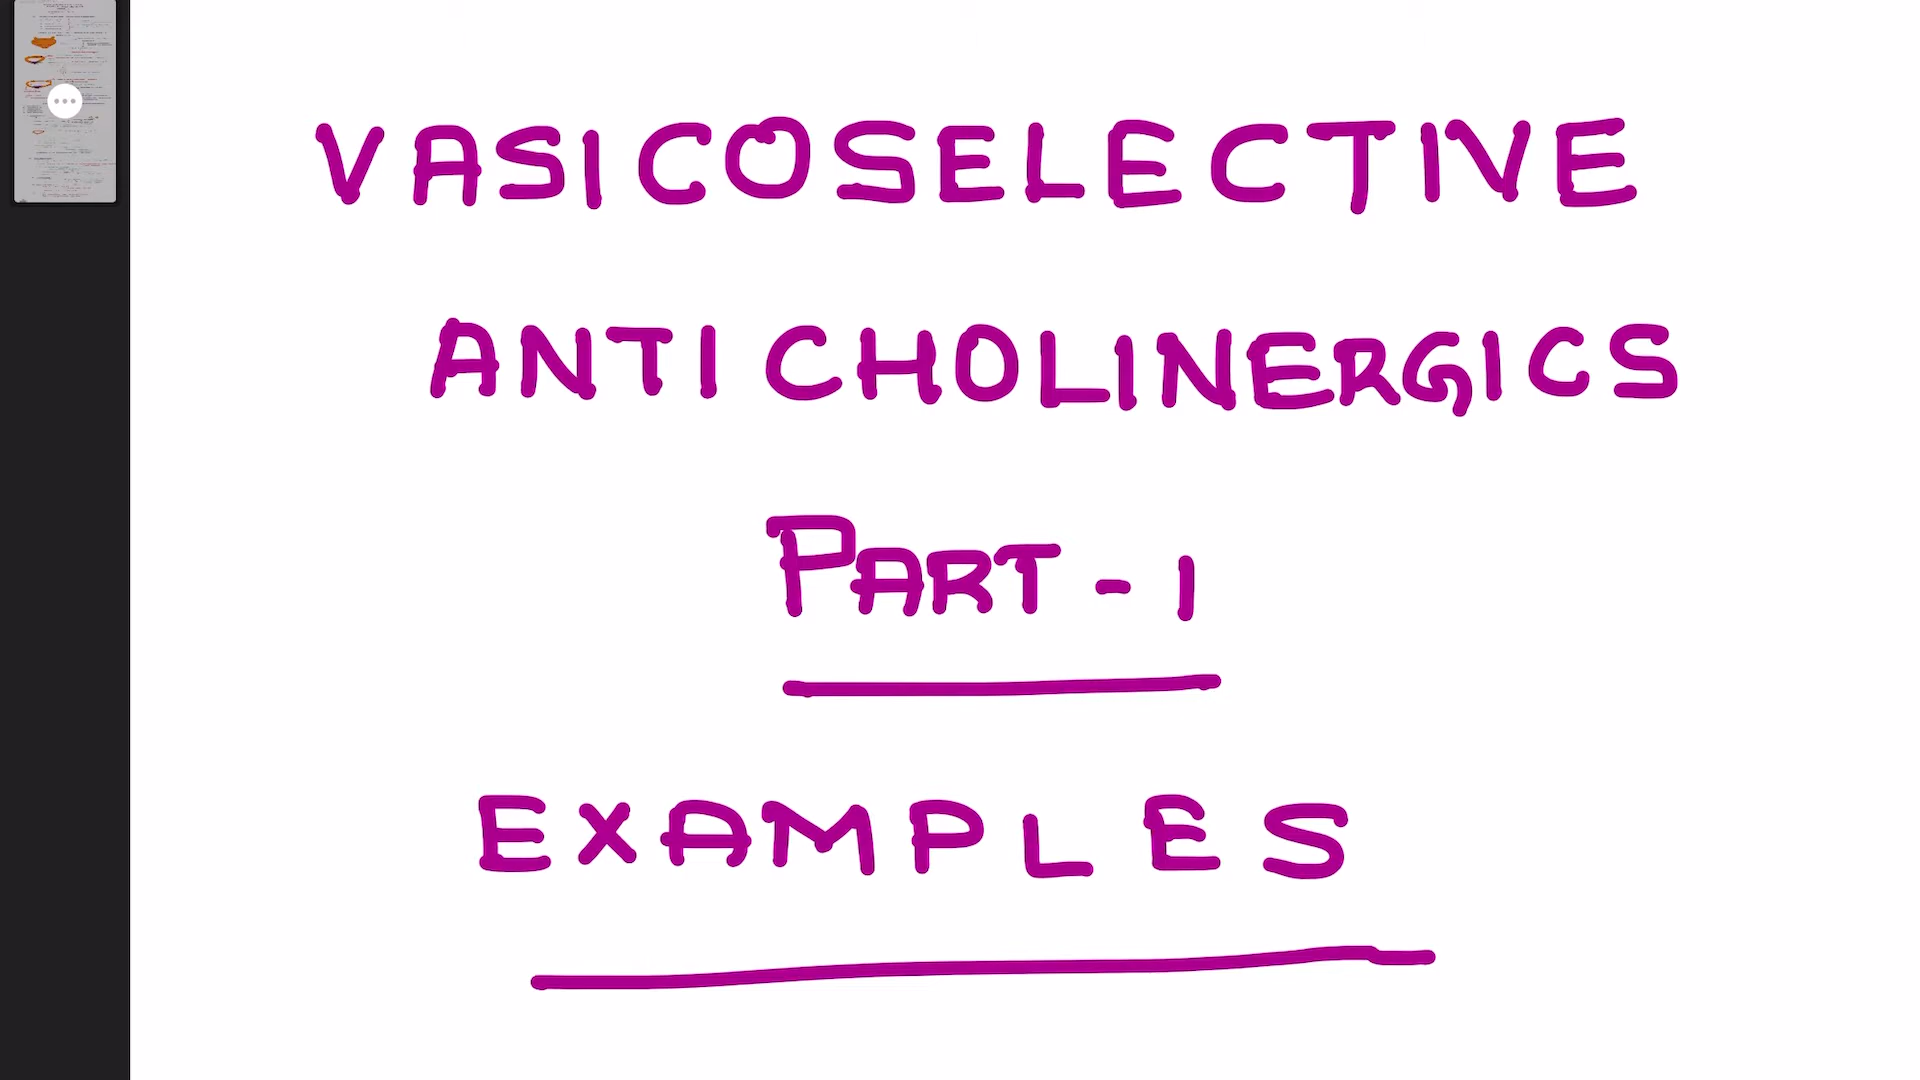 VASICOSELECTIVE
ANTICHOLINERGICS
PART - 1
EXAMPLES